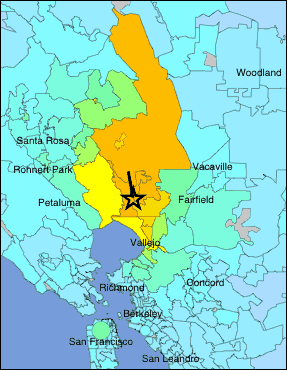 Woodland
Santa Rosa
Rohnert Park
Vacaville
Petaluma
Fairfield
Vallejo
Richmond
Concord
Berkeley
San Francisco
San Leandro